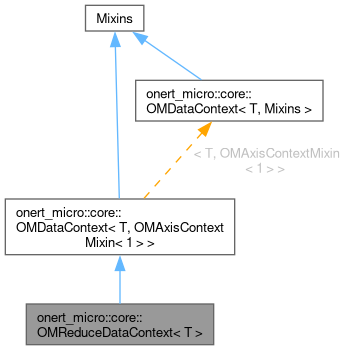 Mixins
onert_micro::core::
OMDataContext< T, Mixins >
< T, OMAxisContextMixin
< 1 > >
onert_micro::core::
OMDataContext< T, OMAxisContext
Mixin< 1 > >
onert_micro::core::
OMReduceDataContext< T >